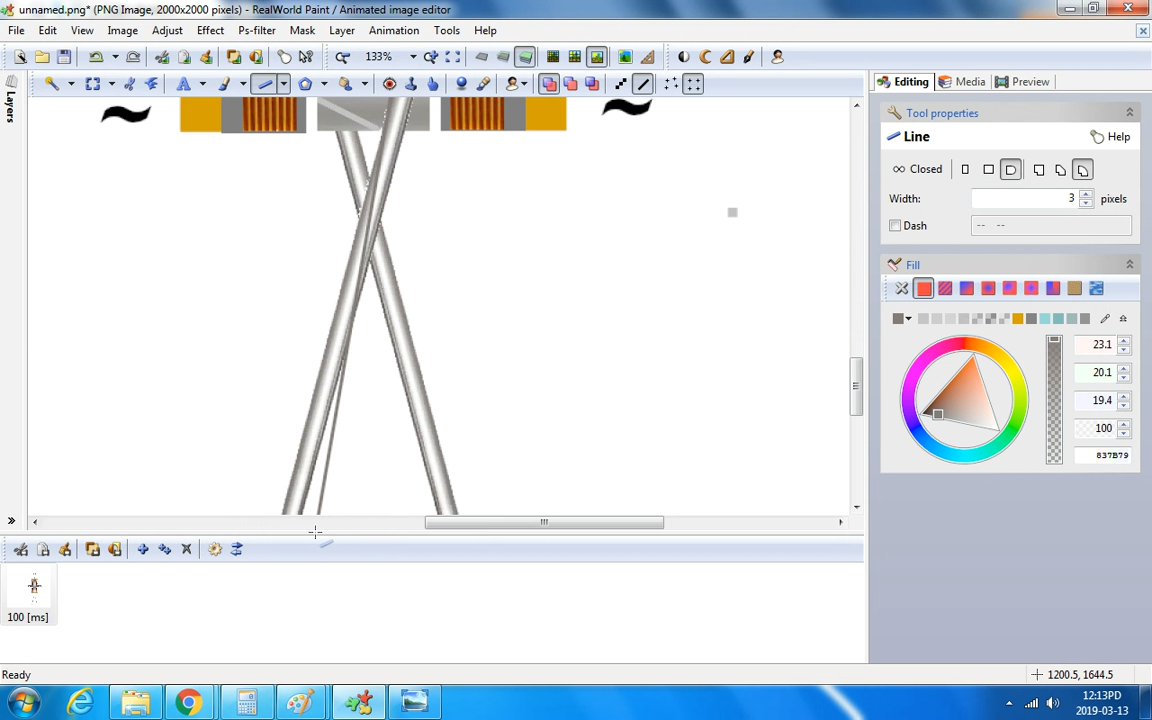 unnamed.png* (PNG Image, 2000x2000 pixels) - RealWorld Paint / Animated image editor
File Edit View Image Adjust Effect Ps-filter Mask Layer Animation Tools Help
133%
Layers
Editing Media Preview
Tool properties
Line Help
Closed
Width: 3 pixels
Dash -- --
Fill
23.1
20.1
19.4
100
837B79
100 [ms]
Ready 1200.5, 1644.5
12:13PD
2019-03-13